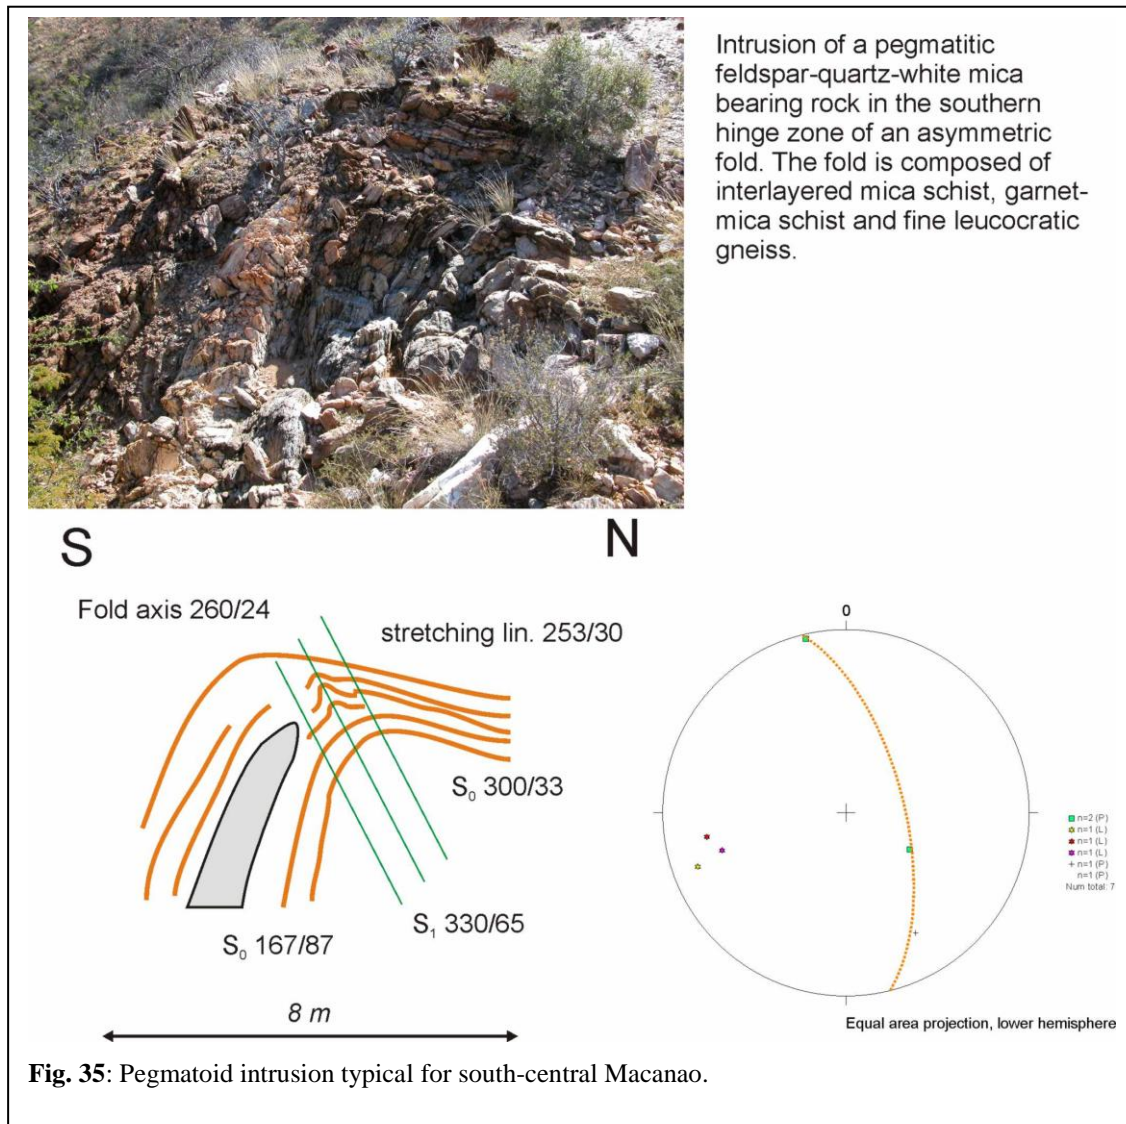 Intrusion of a pegmatitic
feldspar-quartz-white mica
bearing rock in the southern
hinge zone of an asymmetric
fold. The fold is composed of
interlayered mica schist, garnet-
mica schist and fine leucocratic
gneiss.
S
N
Fold axis 260/24
stretching lin. 253/30
S₀ 300/33
S₁ 330/65
S₀ 167/87
8 m
0
n=2 (P)
n=1 (L)
n=1 (L)
n=1 (L)
n=1 (P)
n=1 (P)
Num total: 7
Equal area projection, lower hemisphere
Fig. 35: Pegmatoid intrusion typical for south-central Macanao.